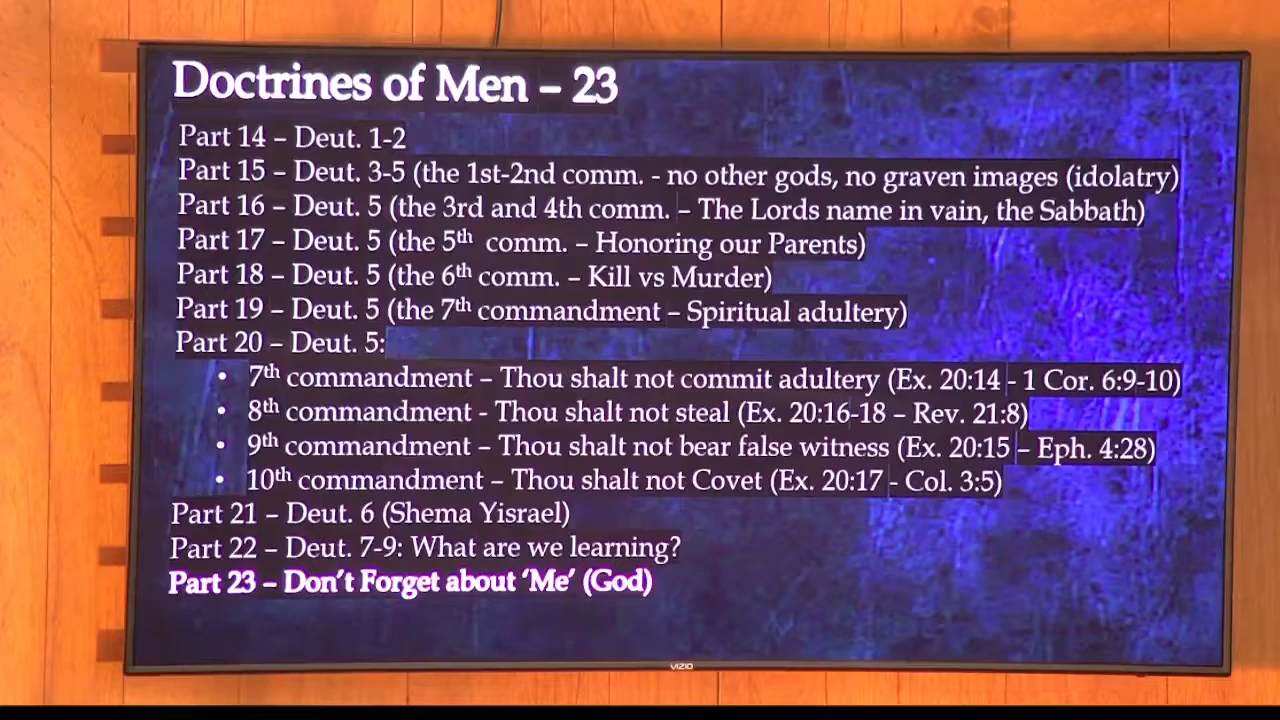 Doctrines of Men – 23
Part 14 – Deut. 1-2
Part 15 – Deut. 3-5 (the 1st-2nd comm. - no other gods, no graven images (idolatry)
Part 16 – Deut. 5 (the 3rd and 4th comm. – The Lords name in vain, the Sabbath)
Part 17 – Deut. 5 (the 5th comm. – Honoring our Parents)
Part 18 – Deut. 5 (the 6th comm. – Kill vs Murder)
Part 19 – Deut. 5 (the 7th commandment – Spiritual adultery)
Part 20 – Deut. 5:
• 7th commandment – Thou shalt not commit adultery (Ex. 20:14 - 1 Cor. 6:9-10)
• 8th commandment - Thou shalt not steal (Ex. 20:16-18 – Rev. 21:8)
• 9th commandment – Thou shalt not bear false witness (Ex. 20:15 – Eph. 4:28)
• 10th commandment – Thou shalt not Covet (Ex. 20:17 - Col. 3:5)
Part 21 – Deut. 6 (Shema Yisrael)
Part 22 – Deut. 7-9: What are we learning?
Part 23 – Don't Forget about 'Me' (God)
VIZIO